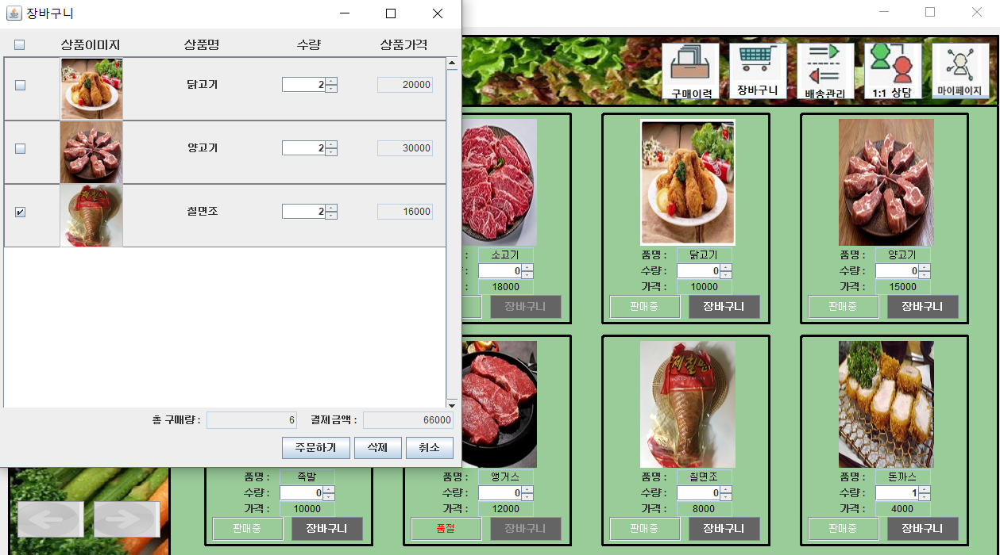 장바구니
상품이미지 상품명 수량 상품가격
닭고기 2 20000
양고기 2 30000
칠면조 2 16000
총 구매량 : 6 결제금액 : 66000
주문하기 삭제 취소
구매이력 장바구니 배송관리 1:1 상담 마이페이지
: 소고기
: 0
: 18000
장바구니
품명 : 닭고기
수량 : 0
가격 : 10000
판매중 장바구니
품명 : 양고기
수량 : 0
가격 : 15000
판매중 장바구니
품명 : 족발
수량 : 0
가격 : 10000
판매중 장바구니
품명 : 앵거스
수량 : 0
가격 : 12000
품절 장바구니
품명 : 칠면조
수량 : 0
가격 : 8000
판매중 장바구니
품명 : 돈까스
수량 : 1
가격 : 4000
판매중 장바구니